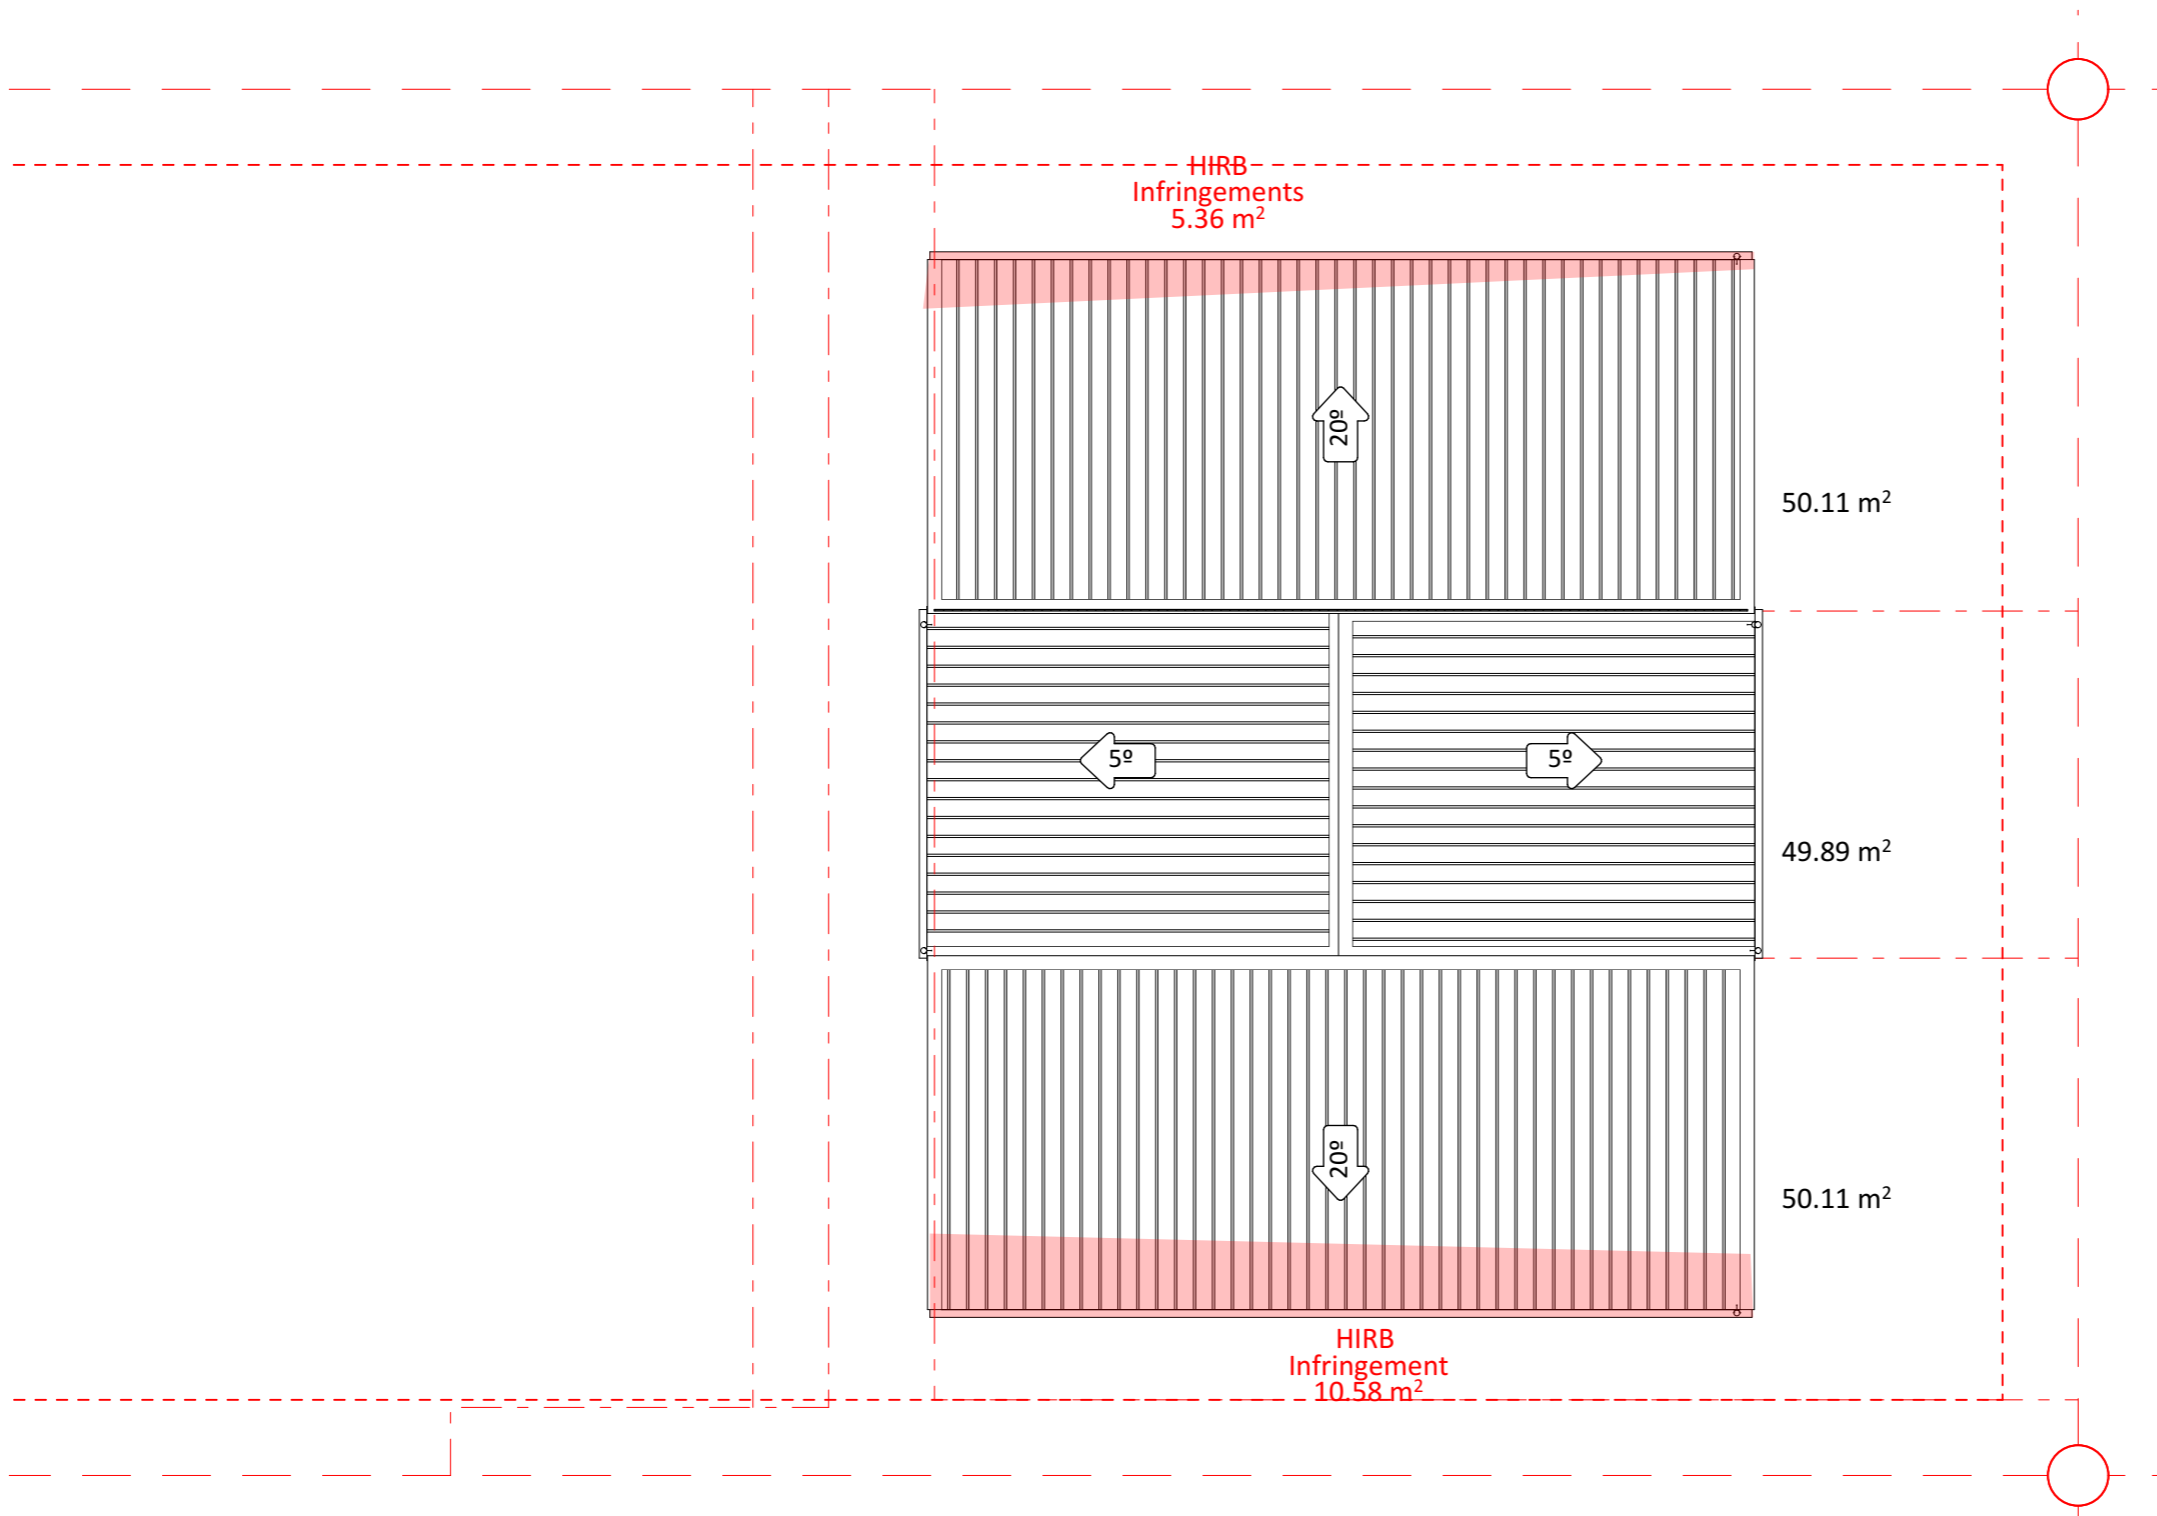 HIRB
Infringements
5.36 m²
20º
50.11 m²
5º
5º
49.89 m²
20º
50.11 m²
HIRB
Infringement
10.58 m²